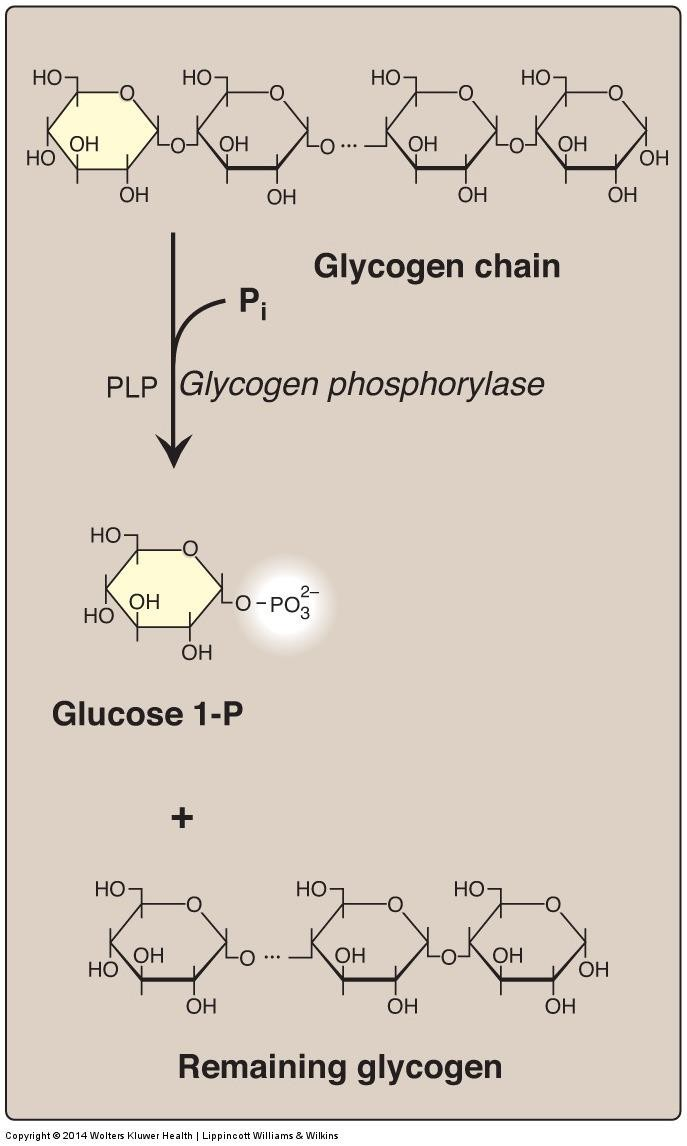 HO O HO O HO O HO O
OH O OH O ··· OH O OH OH
HO OH OH OH OH
Glycogen chain
Pi
PLP Glycogen phosphorylase
HO O
OH O–PO₃²⁻
HO
OH
Glucose 1-P
+
HO O HO O HO O
HO OH O ··· OH O OH OH
OH OH OH
Remaining glycogen
Copyright © 2014 Wolters Kluwer Health | Lippincott Williams & Wilkins